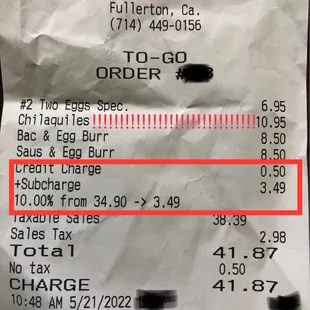 Fullerton, Ca.
(714) 449-0156
TO-GO
ORDER #
#2 Two Eggs Spec. 6.95
Chilaquiles!!!!!!!!!!!!!!!!!!!!!!!!!!!! 10.95
Bac & Egg Burr 8.50
Saus & Egg Burr 8.50
Credit Charge 0.50
+Subcharge 3.49
10.00% from 34.90 -> 3.49
Taxable Sales 38.39
Sales Tax 2.98
Total 41.87
No tax 0.50
CHARGE 41.87
10:48 AM 5/21/2022